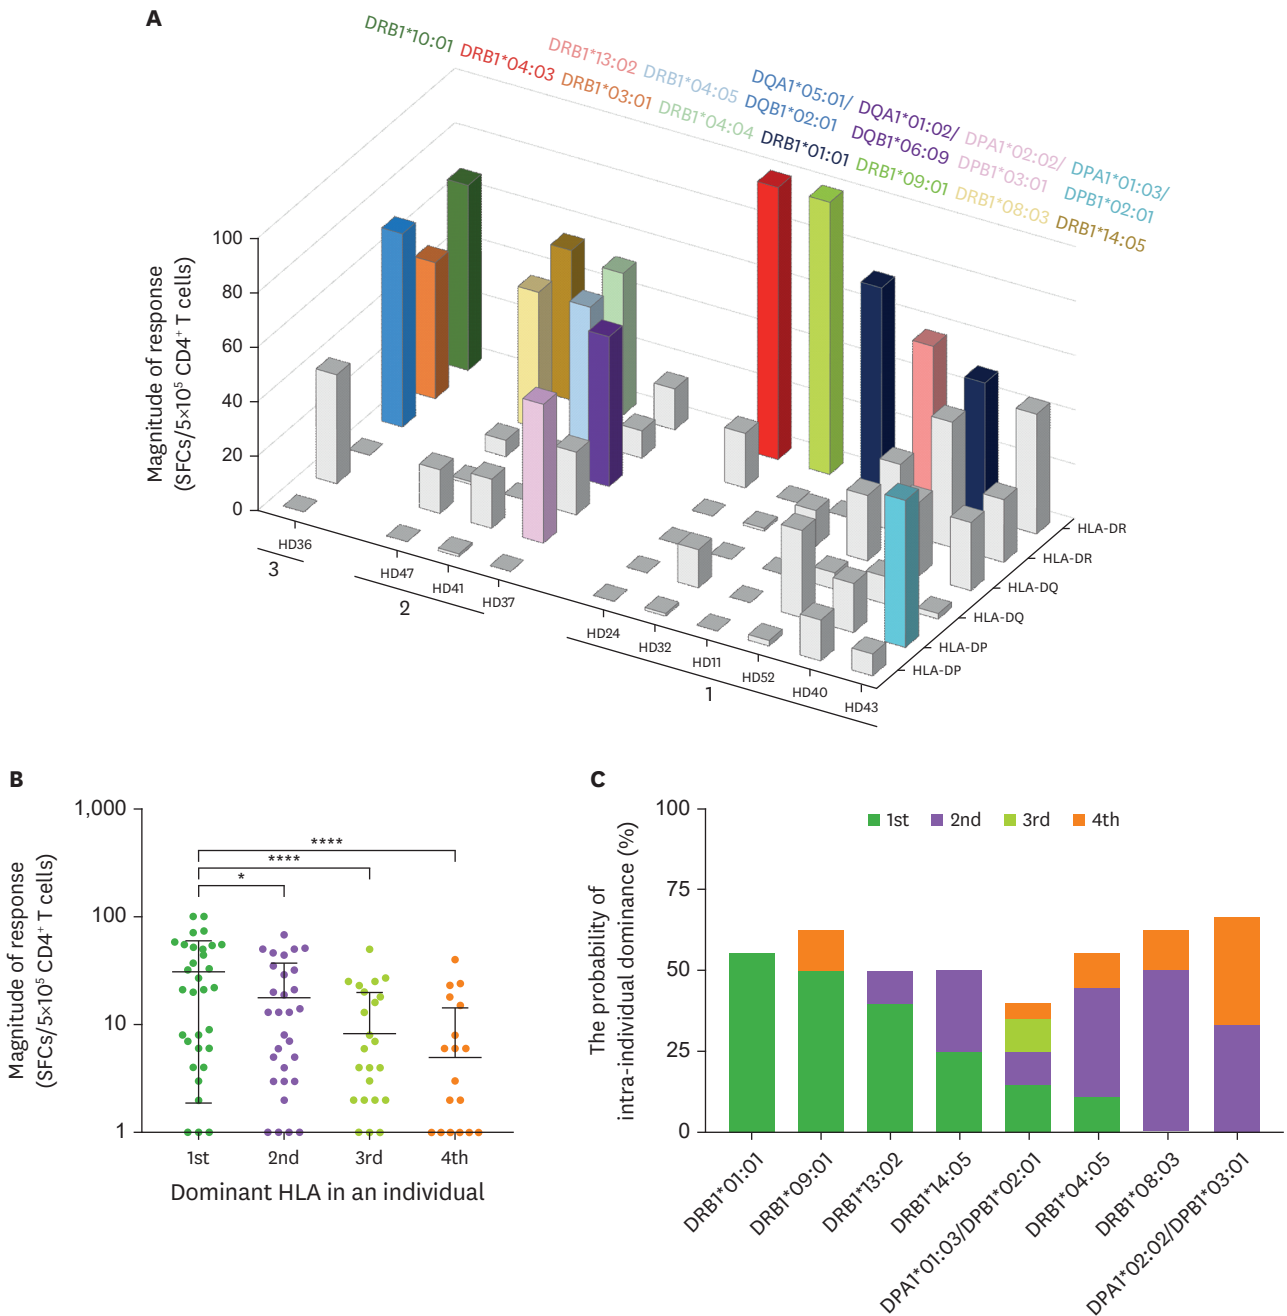 A
DRB1*10:01
DRB1*04:03
DRB1*13:02
DRB1*03:01
DRB1*04:05
DRB1*04:04
DQA1*05:01/
DQB1*02:01
DRB1*01:01
DQA1*01:02/
DQB1*06:09
DRB1*09:01
DPA1*02:02/
DPB1*03:01
DRB1*08:03
DPA1*01:03/
DPB1*02:01
DRB1*14:05
Magnitude of response
(SFCs/5×10⁵ CD4⁺ T cells)
100
80
60
40
20
0
HD36
HD47
HD41
HD37
HD24
HD32
HD11
HD52
HD40
HD43
3
2
1
HLA-DR
HLA-DR
HLA-DQ
HLA-DQ
HLA-DP
HLA-DP
B
Magnitude of response
(SFCs/5×10⁵ CD4⁺ T cells)
1,000
100
10
1
****
****
*
1st
2nd
3rd
4th
Dominant HLA in an individual
C
The probability of
intra-individual dominance (%)
100
75
50
25
0
1st
2nd
3rd
4th
DRB1*01:01
DRB1*09:01
DRB1*13:02
DRB1*14:05
DPA1*01:03/DPB1*02:01
DRB1*04:05
DRB1*08:03
DPA1*02:02/DPB1*03:01